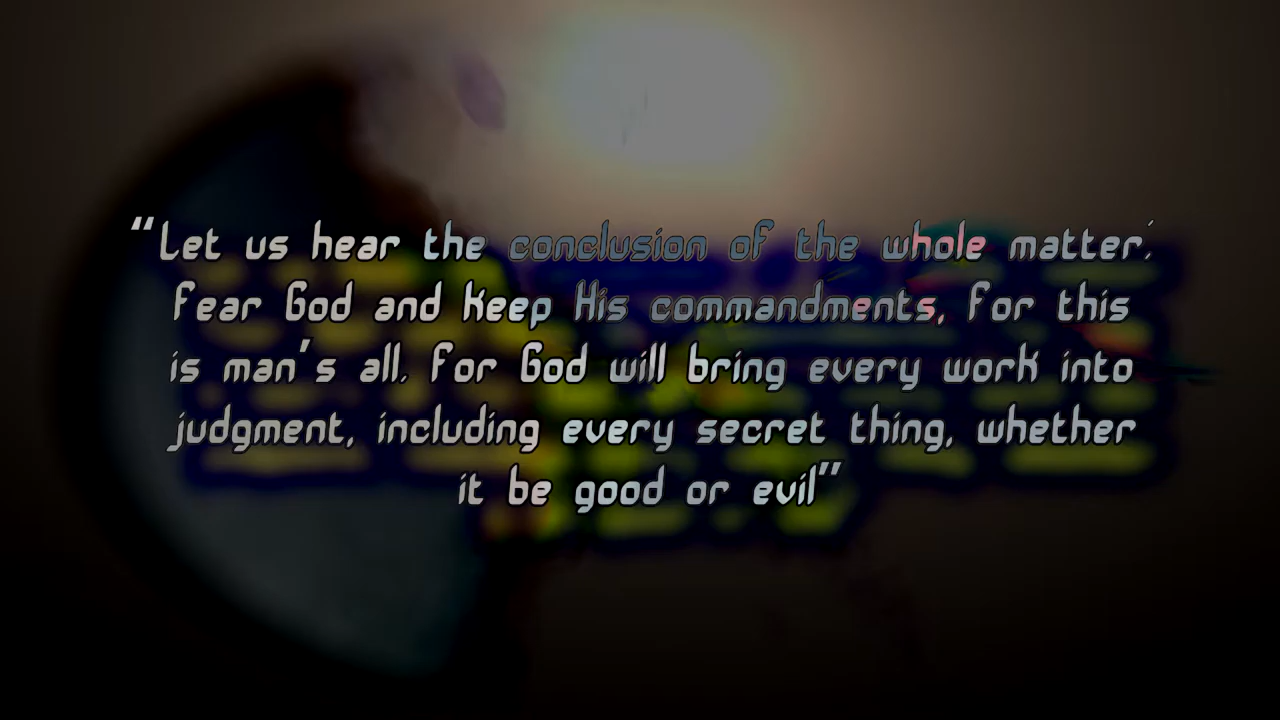 “Let us hear the conclusion of the whole matter:
Fear God and keep His commandments, For this
is man’s all. For God will bring every work into
judgment, including every secret thing, whether
it be good or evil”